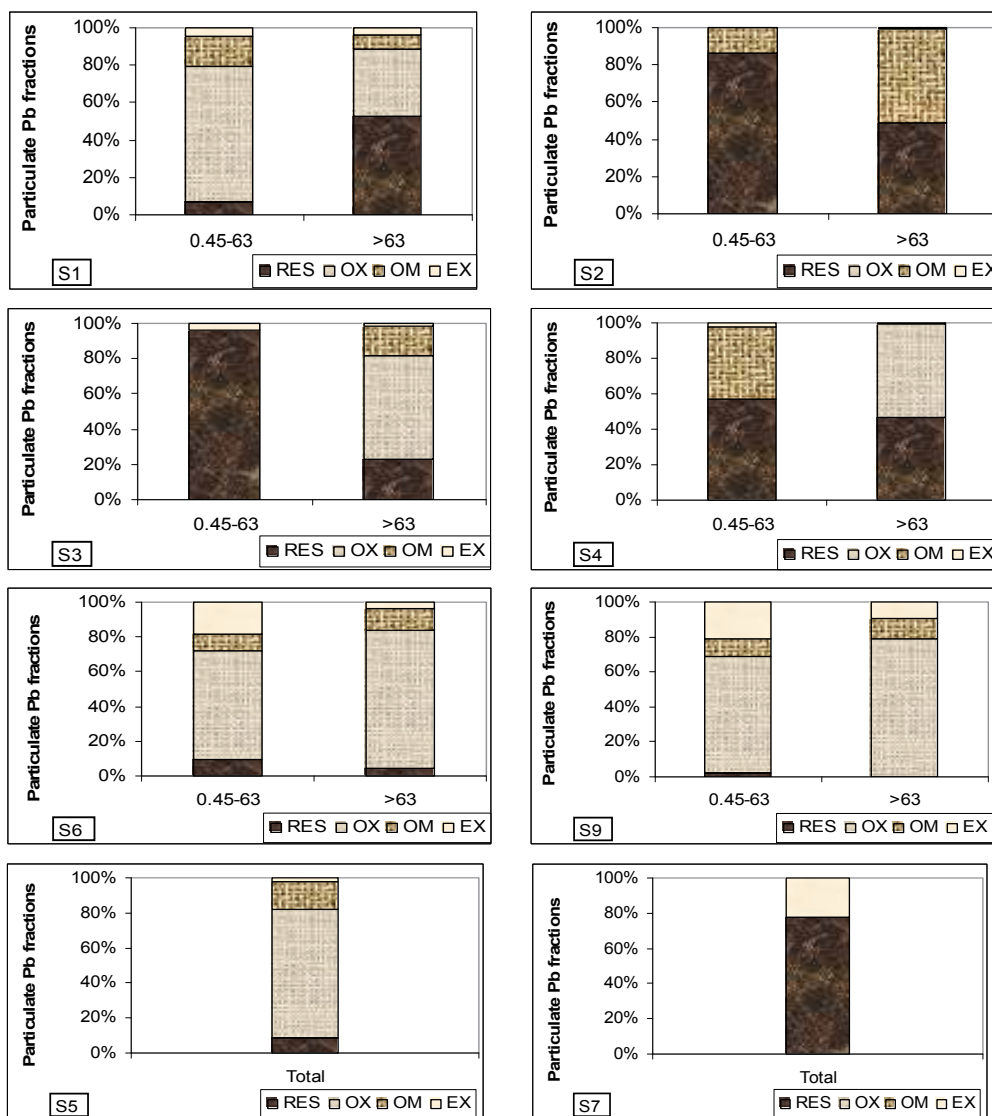 Particulate Pb fractions
100%
80%
60%
40%
20%
0%
0.45-63 >63
S1
RES OX OM EX
Particulate Pb fractions
100%
80%
60%
40%
20%
0%
0.45-63 >63
S2
RES OX OM EX
Particulate Pb fractions
100%
80%
60%
40%
20%
0%
0.45-63 >63
S3
RES OX OM EX
Particulate Pb fractions
100%
80%
60%
40%
20%
0%
0.45-63 >63
S4
RES OX OM EX
Particulate Pb fractions
100%
80%
60%
40%
20%
0%
0.45-63 >63
S6
RES OX OM EX
Particulate Pb fractions
100%
80%
60%
40%
20%
0%
0.45-63 >63
S9
RES OX OM EX
Particulate Pb fractions
100%
80%
60%
40%
20%
0%
Total
S5
RES OX OM EX
Particulate Pb fractions
100%
80%
60%
40%
20%
0%
Total
S7
RES OX OM EX